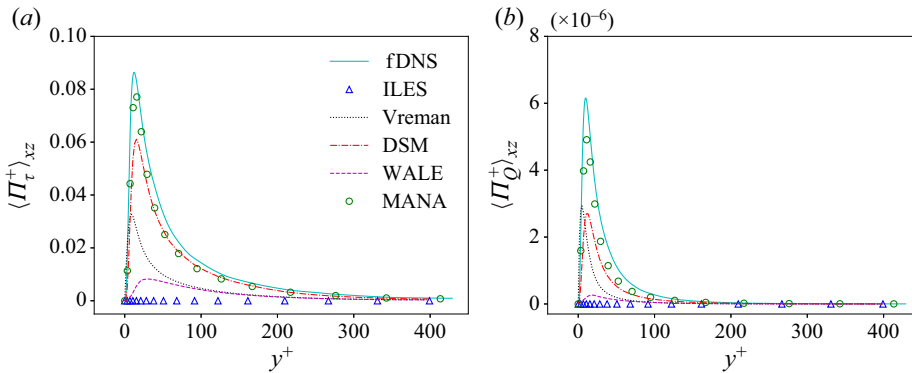 (a)
0.10
0.08
0.06
0.04
0.02
0
⟨Π_τ^+⟩_xz
fDNS
ILES
Vreman
DSM
WALE
MANA
0 100 200 300 400
y^+
(b) (×10^–6)
8
6
4
2
0
⟨Π_Q^+⟩_xz
0 100 200 300 400
y^+